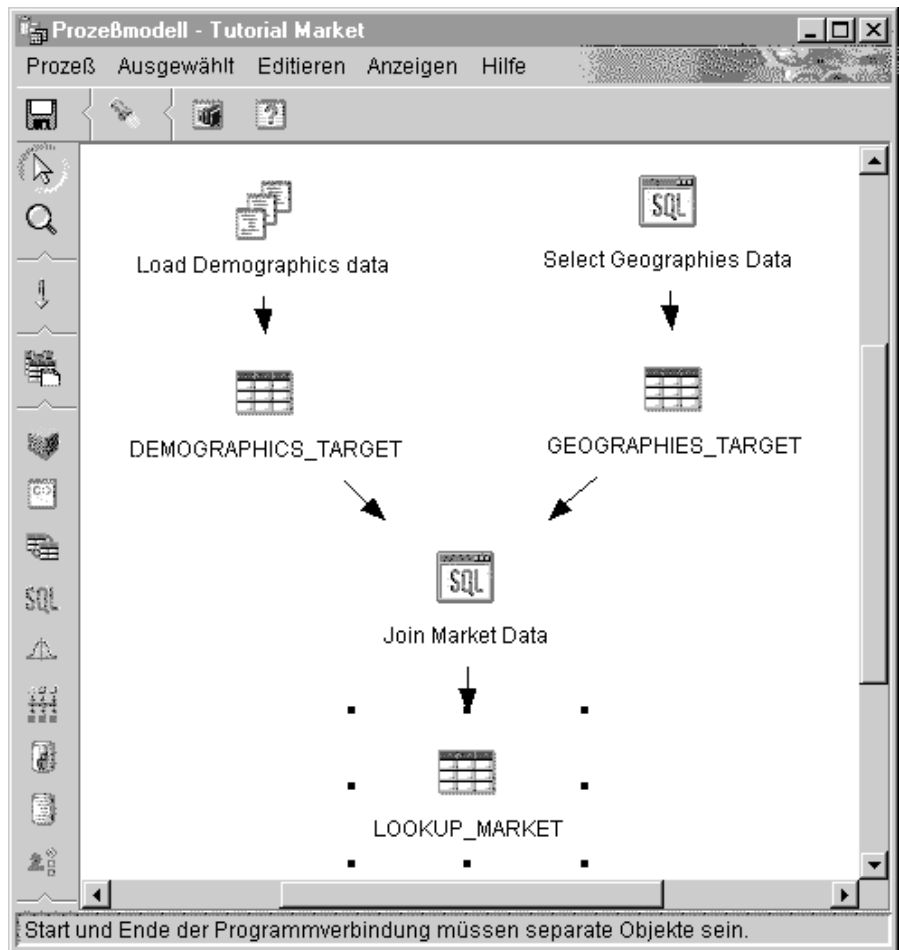 Prozeßmodell - Tutorial Market
Prozeß Ausgewählt Editieren Anzeigen Hilfe
SQL
Load Demographics data
Select Geographies Data
DEMOGRAPHICS_TARGET
GEOGRAPHIES_TARGET
SQL
SQL
Join Market Data
LOOKUP_MARKET
Start und Ende der Programmverbindung müssen separate Objekte sein.